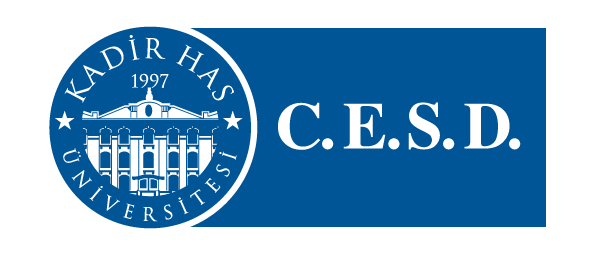 KADİR HAS
1997
ÜNİVERSİTESİ
C.E.S.D.